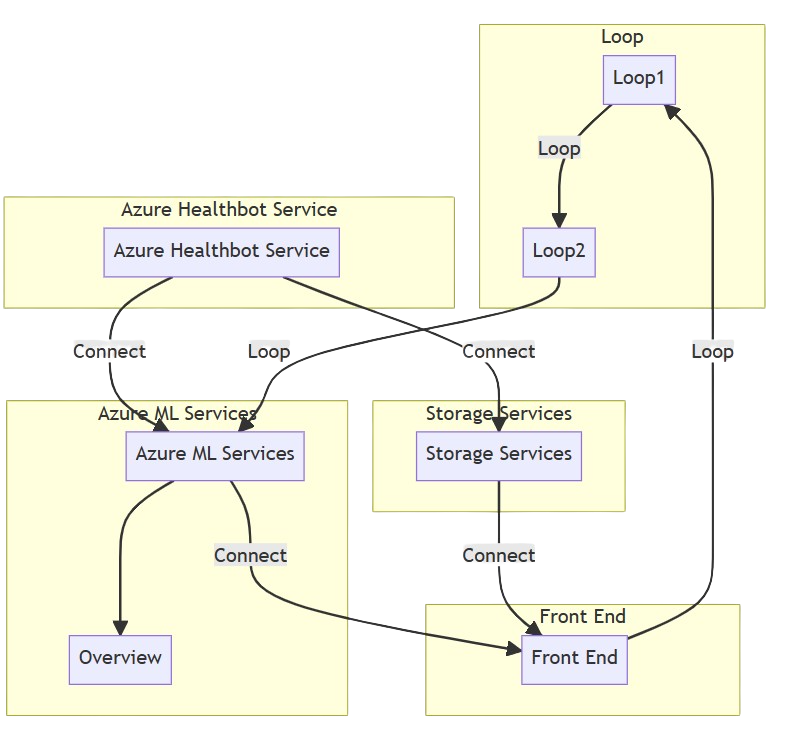 Loop
Loop1
Loop
Azure Healthbot Service
Azure Healthbot Service
Loop2
Connect
Loop
Connect
Loop
Azure ML Services
Storage Services
Azure ML Services
Storage Services
Connect
Connect
Front End
Overview
Front End